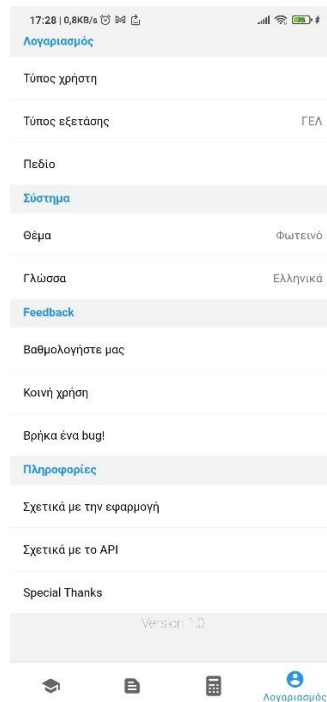 17:28 | 0,8KB/s
76
Λογαριασμός
Τύπος χρήστη
Τύπος εξετάσης ΓΕΛ
Πεδίο
Σύστημα
Θέμα Φωτεινό
Γλώσσα Ελληνικά
Feedback
Βαθμολογήστε μας
Κοινή χρήση
Βρήκα ένα bug!
Πληροφορίες
Σχετικά με την εφαρμογή
Σχετικά με το API
Special Thanks
Version 1.0
Λογαριασμός